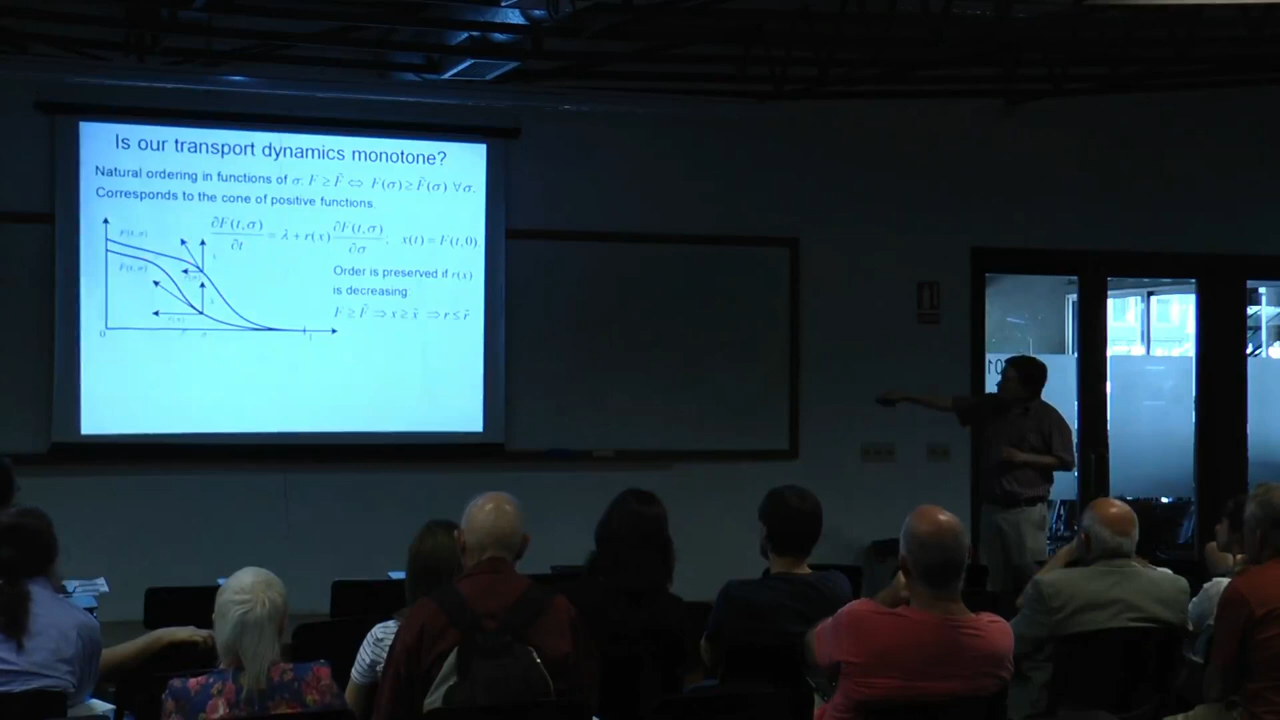 Is our transport dynamics monotone?
Natural ordering in functions of σ: F ≥ F̃ ⇔ F(σ) ≥ F̃(σ) ∀σ.
Corresponds to the cone of positive functions.
∂F(t,σ)/∂t = λ + r(x) ∂F(t,σ)/∂σ ; x(t) = F(t,0).
F(t,σ)
F̃(t,σ)
Order is preserved if r(x)
is decreasing:
F ≥ F̃ ⇒ x ≥ x̃ ⇒ r ≤ r̃
0
σ
1